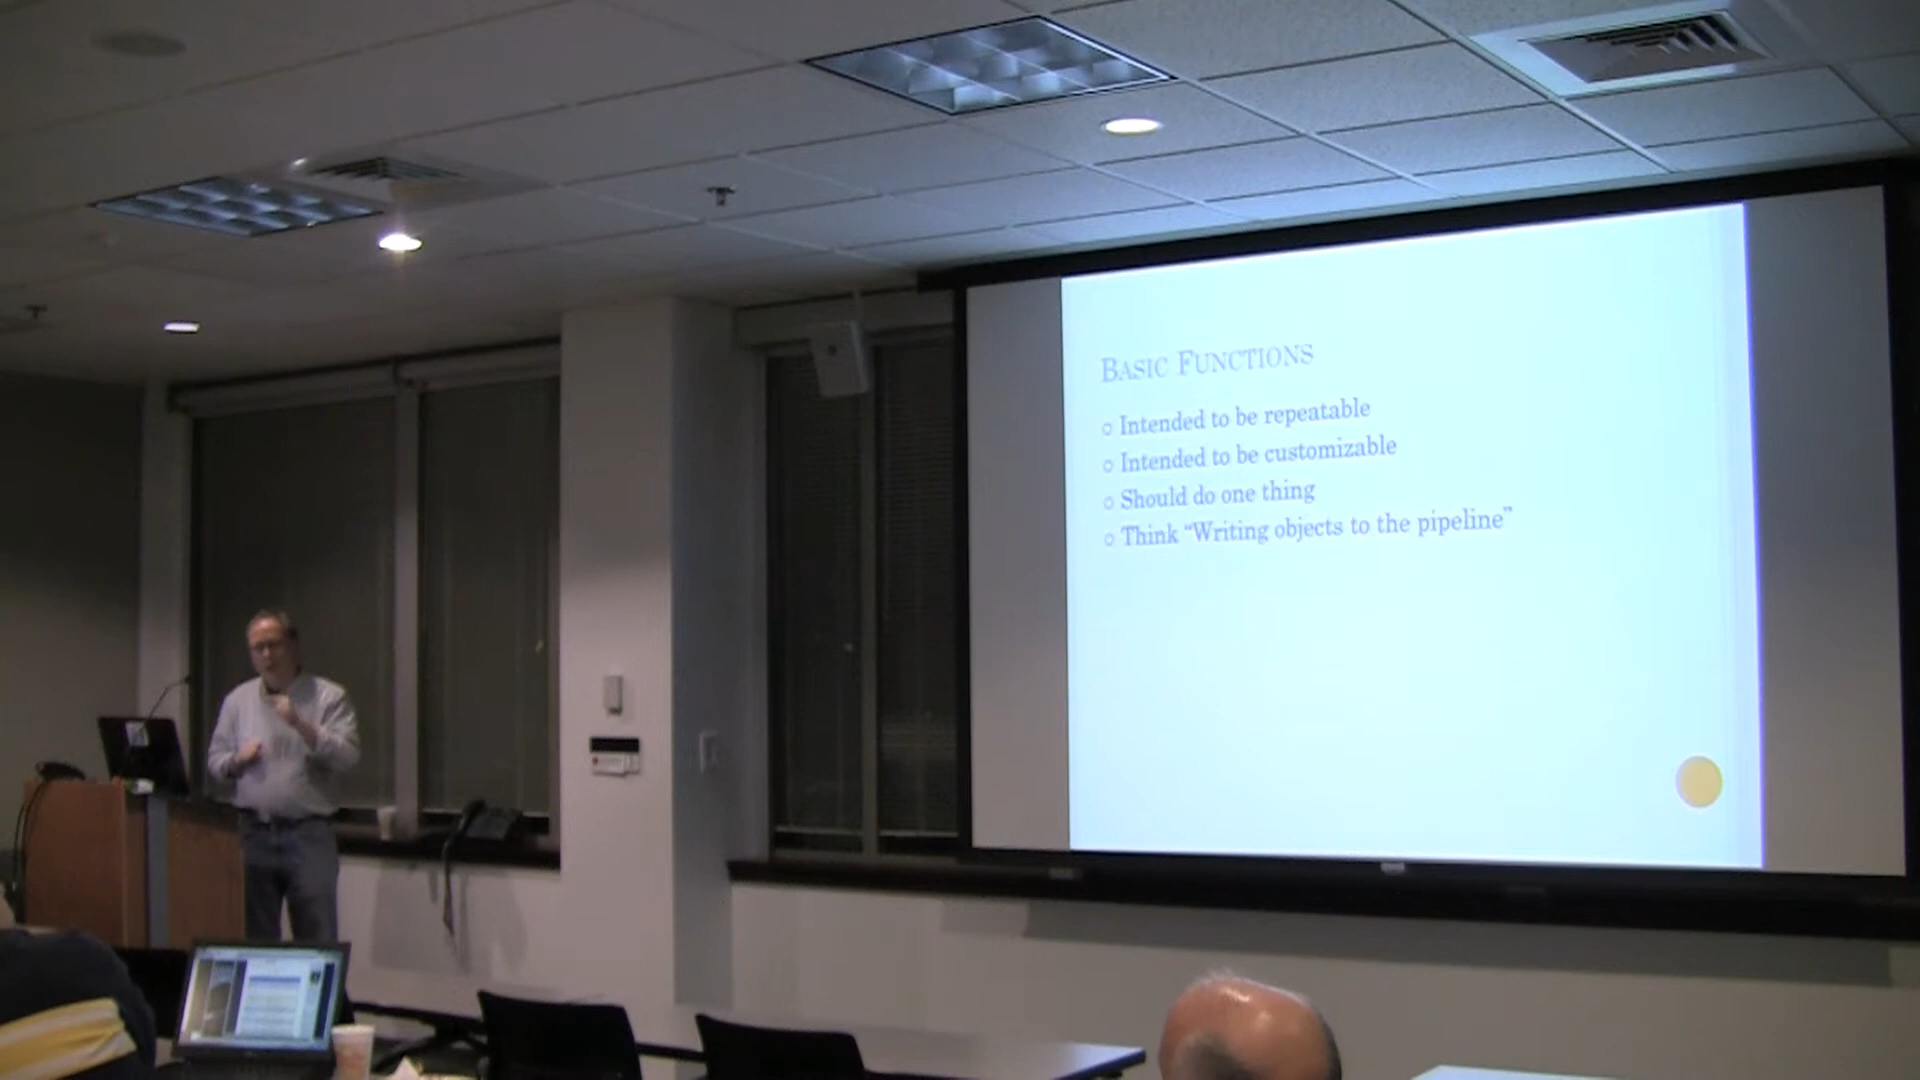 BASIC FUNCTIONS
Intended to be repeatable
Intended to be customizable
Should do one thing
Think “Writing objects to the pipeline”